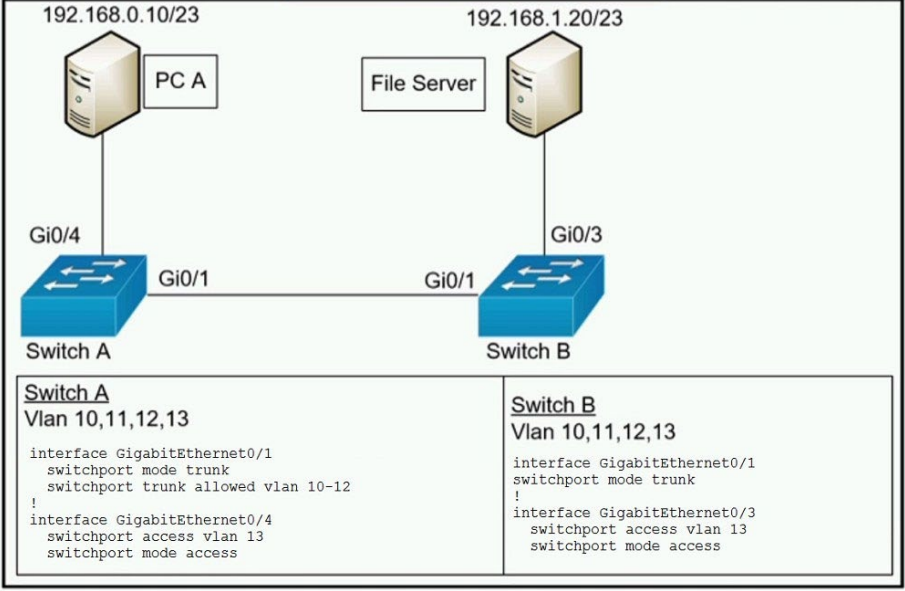 192.168.0.10/23
192.168.1.20/23
PC A
File Server
Gi0/4
Gi0/3
Gi0/1
Gi0/1
Switch A
Switch B
Switch A
Vlan 10,11,12,13
interface GigabitEthernet0/1
switchport mode trunk
switchport trunk allowed vlan 10-12
!
interface GigabitEthernet0/4
switchport access vlan 13
switchport mode access
Switch B
Vlan 10,11,12,13
interface GigabitEthernet0/1
switchport mode trunk
!
interface GigabitEthernet0/3
switchport access vlan 13
switchport mode access